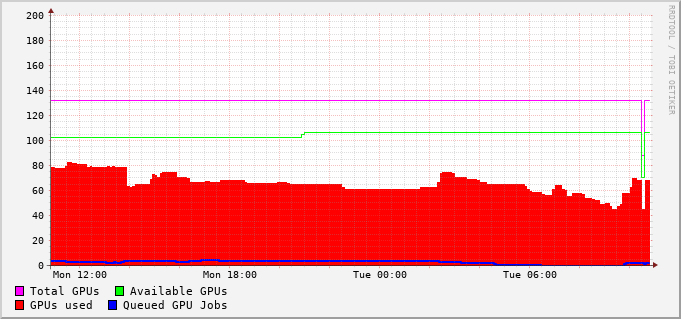 200
180
160
140
120
100
80
60
40
20
0
Mon 12:00 Mon 18:00 Tue 00:00 Tue 06:00
Total GPUs Available GPUs
GPUs used Queued GPU Jobs
RRDTOOL / TOBI OETIKER